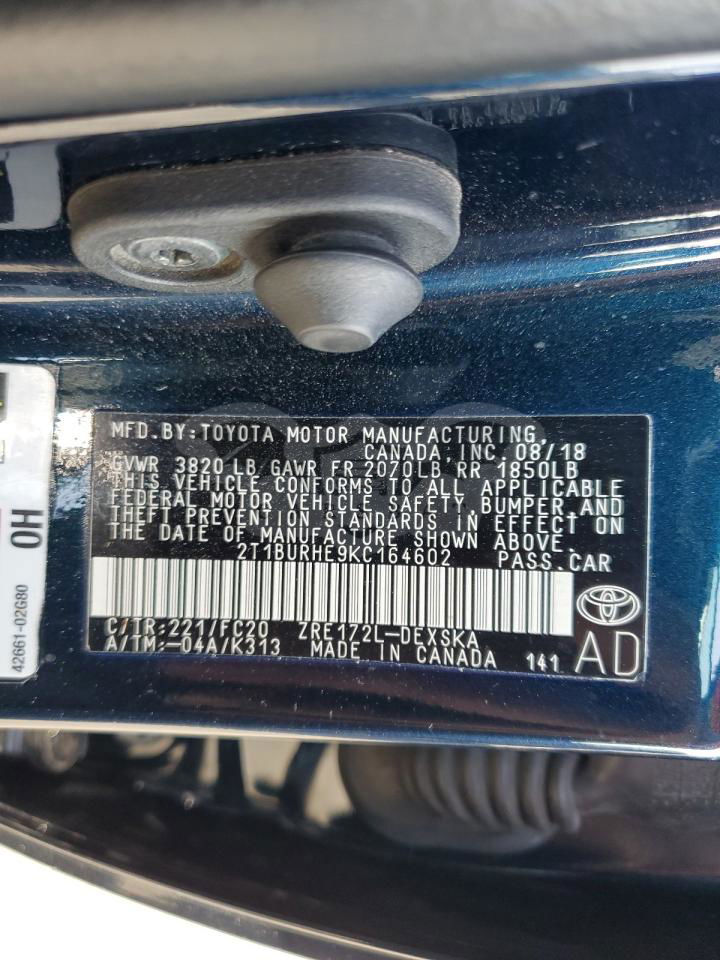 MFD.BY:TOYOTA MOTOR MANUFACTURING,
CANADA,INC. 08/18
GVWR 3820 LB GAWR FR 2070LB RR 1850LB
THIS VEHICLE CONFORMS TO ALL APPLICABLE
FEDERAL MOTOR VEHICLE SAFETY,BUMPER,AND
THEFT PREVENTION STANDARDS IN EFFECT ON
THE DATE OF MANUFACTURE SHOWN ABOVE.
2T1BURHE9KC164602 PASS.CAR
C/TR:221/FC20 ZRE172L-DEXSKA
A/TM:-04A/K313 MADE IN CANADA 141 AD
OH
42661-02G80